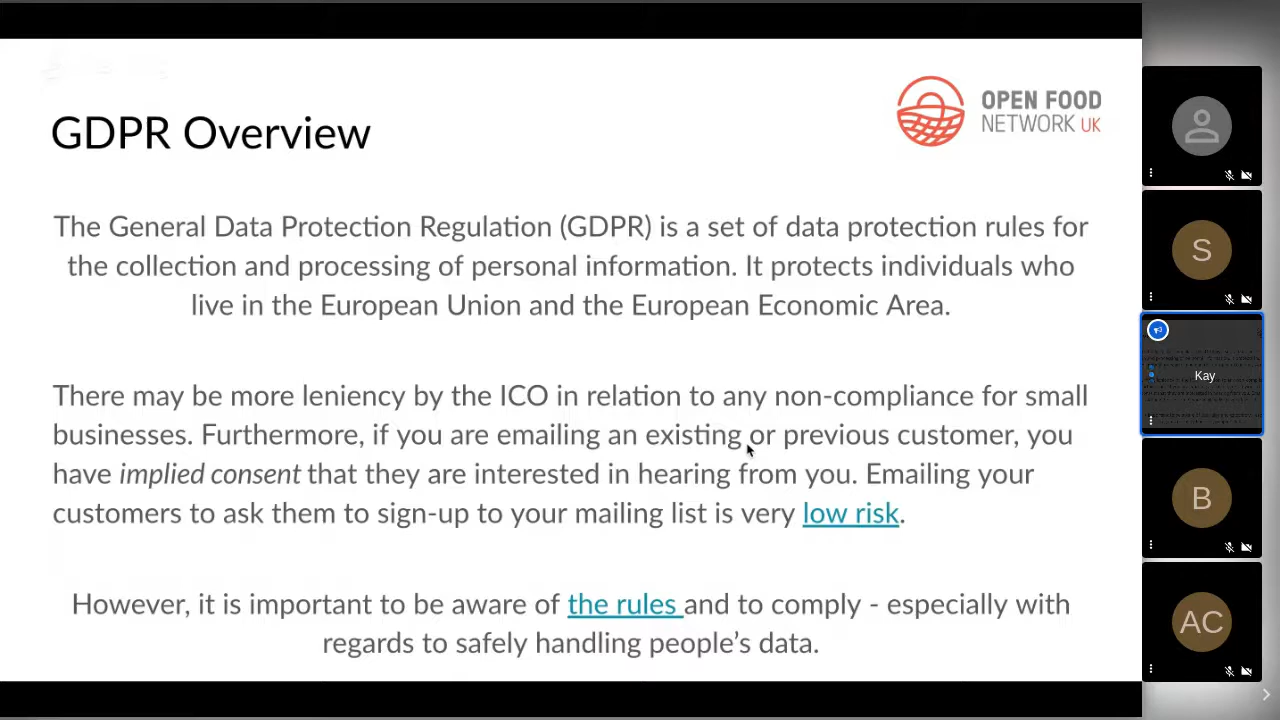 GDPR Overview
OPEN FOOD
NETWORK UK
The General Data Protection Regulation (GDPR) is a set of data protection rules for
the collection and processing of personal information. It protects individuals who
live in the European Union and the European Economic Area.
There may be more leniency by the ICO in relation to any non-compliance for small
businesses. Furthermore, if you are emailing an existing or previous customer, you
have implied consent that they are interested in hearing from you. Emailing your
customers to ask them to sign-up to your mailing list is very low risk.
However, it is important to be aware of the rules and to comply - especially with
regards to safely handling people’s data.
S
Kay
B
AC